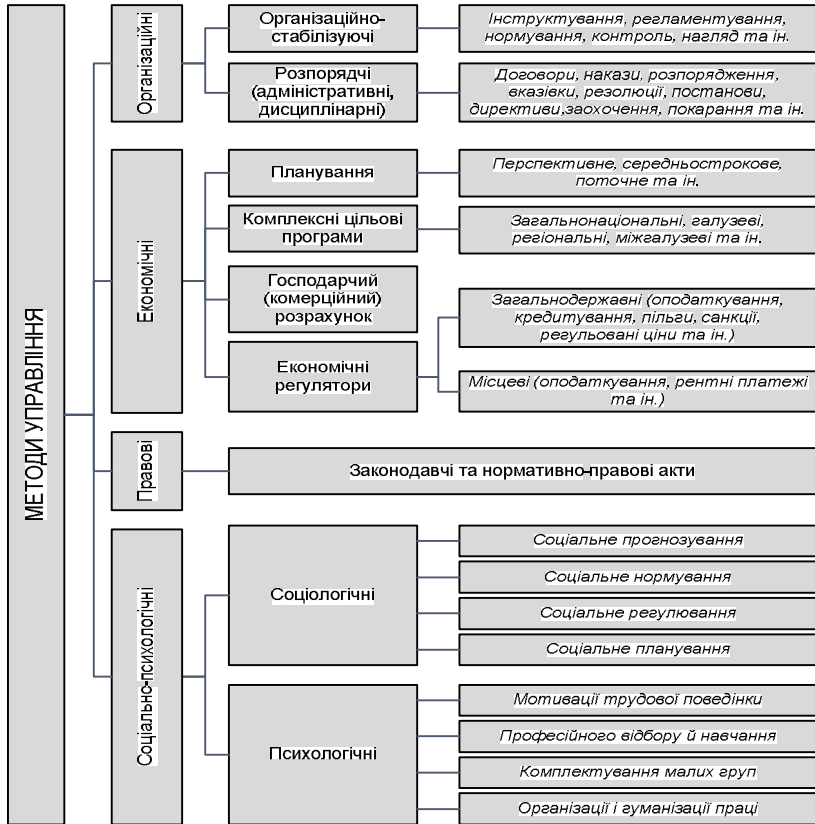 МЕТОДИ УПРАВЛІННЯ
Організаційні
Організаційно-
стабілізуючі
Інструктування, регламентування,
нормування, контроль, нагляд та ін.
Розпорядчі
(адміністративні,
дисциплінарні)
Договори, накази, розпорядження,
вказівки, резолюції, постанови,
директиви,заохочення, покарання та ін.
Економічні
Планування
Перспективне, середньострокове,
поточне та ін.
Комплексні цільові
програми
Загальнонаціональні, галузеві,
регіональні, міжгалузеві та ін.
Господарчий
(комерційний)
розрахунок
Економічні
регулятори
Загальнодержавні (оподаткування,
кредитування, пільги, санкції,
регульовані ціни та ін.)
Місцеві (оподаткування, рентні платежі
та ін.)
Правові
Законодавчі та нормативно-правові акти
Соціально-психологічні
Соціологічні
Соціальне прогнозування
Соціальне нормування
Соціальне регулювання
Соціальне планування
Психологічні
Мотивації трудової поведінки
Професійного відбору й навчання
Комплектування малих груп
Організації і гуманізації праці